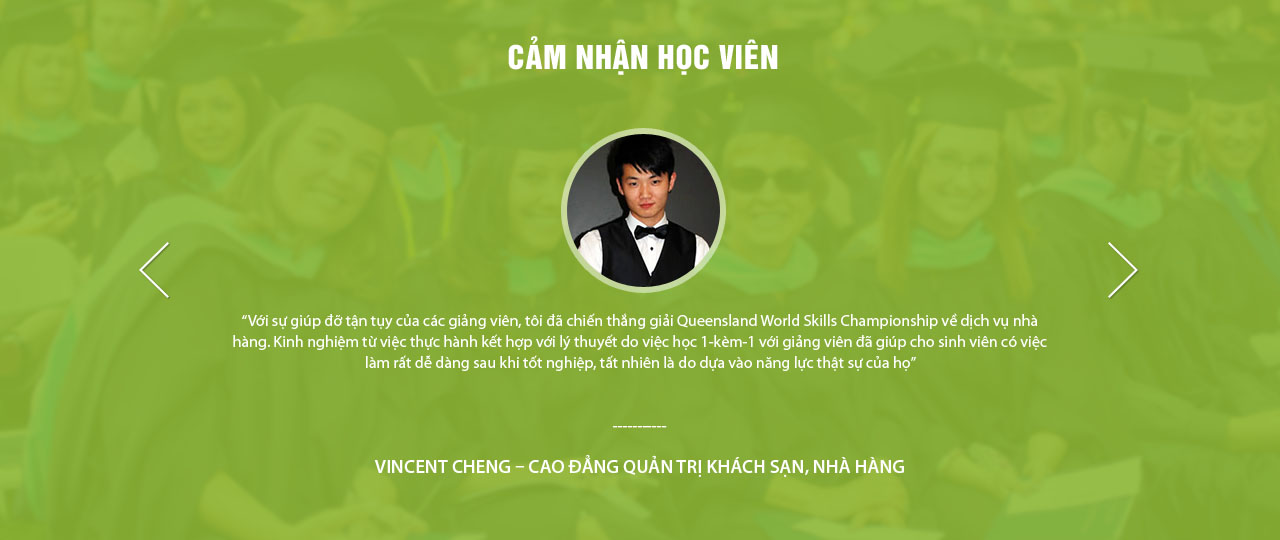 CẢM NHẬN HỌC VIÊN
“Với sự giúp đỡ tận tụy của các giảng viên, tôi đã chiến thắng giải Queensland World Skills Championship về dịch vụ nhà
hàng. Kinh nghiệm từ việc thực hành kết hợp với lý thuyết do việc học 1-kèm-1 với giảng viên đã giúp cho sinh viên có việc
làm rất dễ dàng sau khi tốt nghiệp, tất nhiên là do dựa vào năng lực thật sự của họ”
-----------
VINCENT CHENG – CAO ĐẲNG QUẢN TRỊ KHÁCH SẠN, NHÀ HÀNG